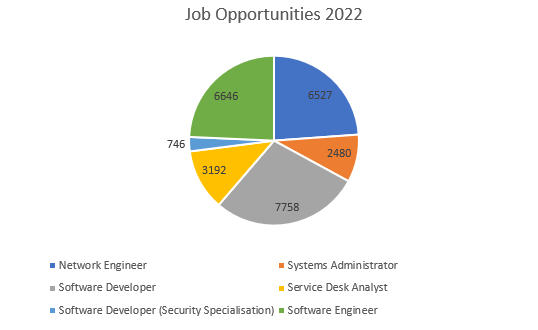 Job Opportunities 2022
6646
6527
746
2480
3192
7758
Network Engineer
Systems Administrator
Software Developer
Service Desk Analyst
Software Developer (Security Specialisation)
Software Engineer